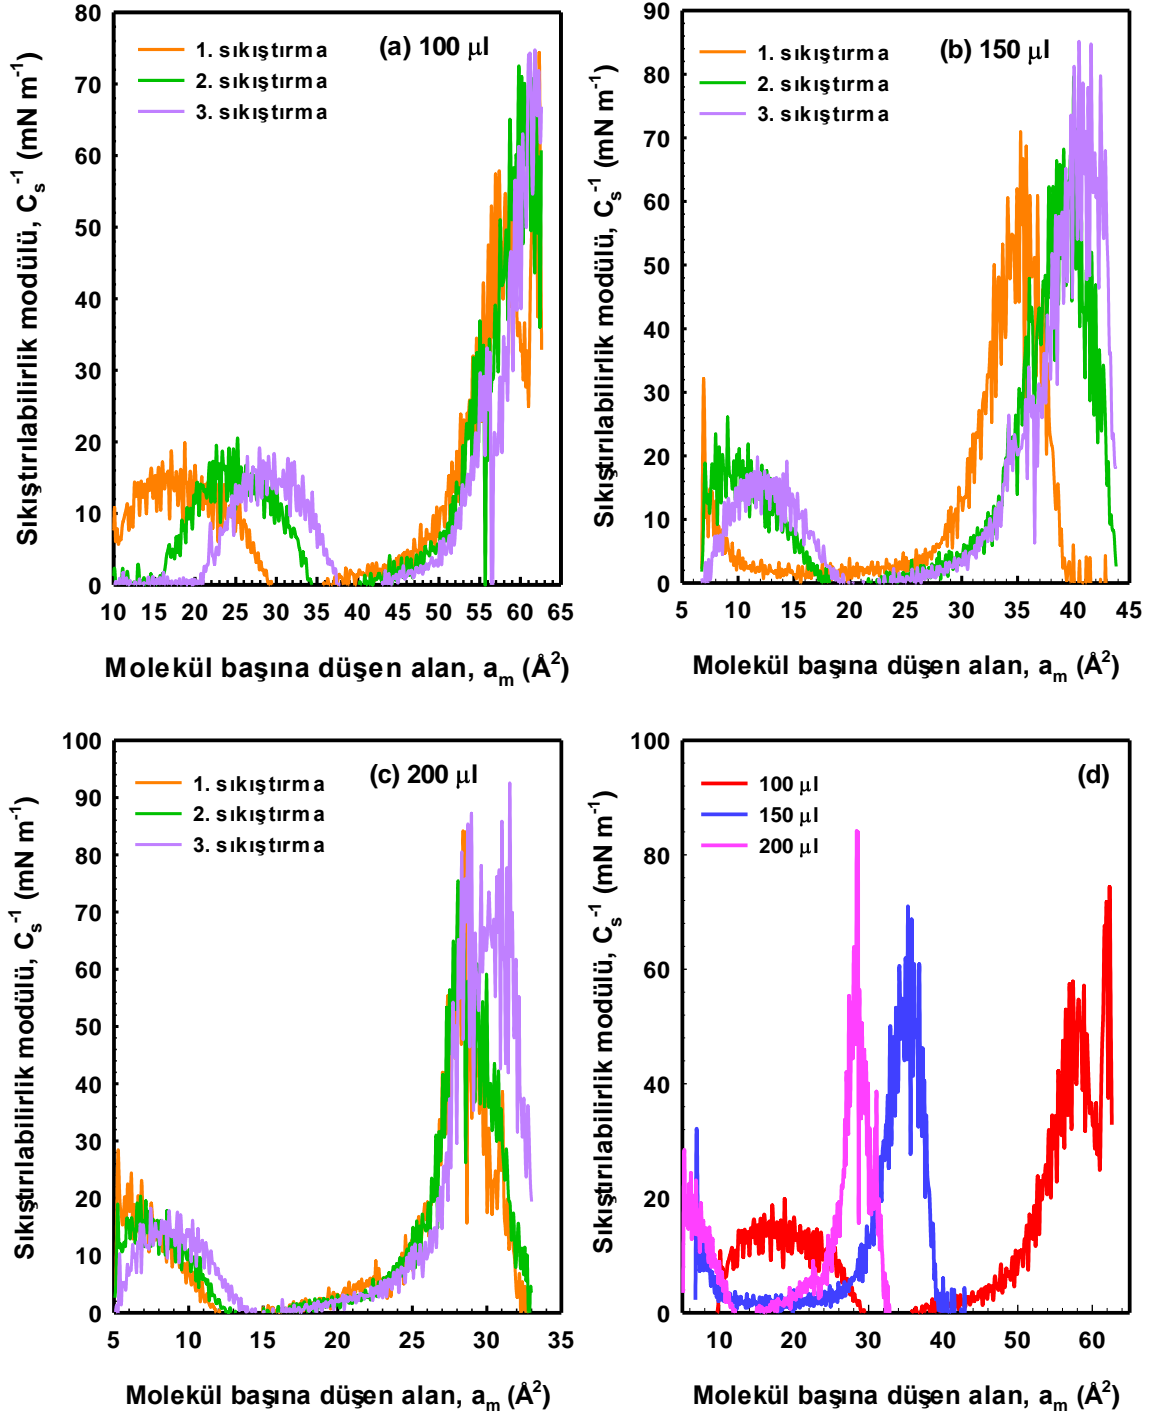 (a) 100 μl
1. sıkıştırma
2. sıkıştırma
3. sıkıştırma
Sıkıştırılabilirlik modülü, Cₛ⁻¹ (mN m⁻¹)
80
70
60
50
40
30
20
10
0
10 15 20 25 30 35 40 45 50 55 60 65
Molekül başına düşen alan, aₘ (Å²)
(b) 150 μl
1. sıkıştırma
2. sıkıştırma
3. sıkıştırma
Sıkıştırılabilirlik modülü, Cₛ⁻¹ (mN m⁻¹)
90
80
70
60
50
40
30
20
10
0
5 10 15 20 25 30 35 40 45
Molekül başına düşen alan, aₘ (Å²)
(c) 200 μl
1. sıkıştırma
2. sıkıştırma
3. sıkıştırma
Sıkıştırılabilirlik modülü, Cₛ⁻¹ (mN m⁻¹)
100
90
80
70
60
50
40
30
20
10
0
5 10 15 20 25 30 35
Molekül başına düşen alan, aₘ (Å²)
(d)
100 μl
150 μl
200 μl
Sıkıştırılabilirlik modülü, Cₛ⁻¹ (mN m⁻¹)
100
80
60
40
20
0
10 20 30 40 50 60
Molekül başına düşen alan, aₘ (Å²)